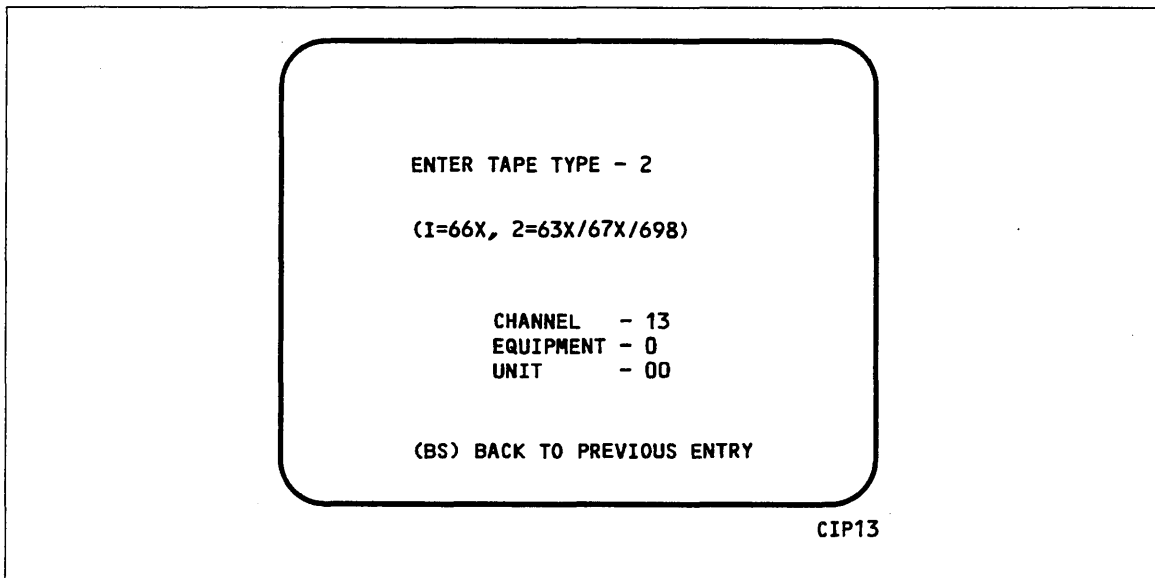 ENTER TAPE TYPE - 2
(I=66X, 2=63X/67X/698)
CHANNEL - 13
EQUIPMENT - 0
UNIT - 00
(BS) BACK TO PREVIOUS ENTRY
CIP13